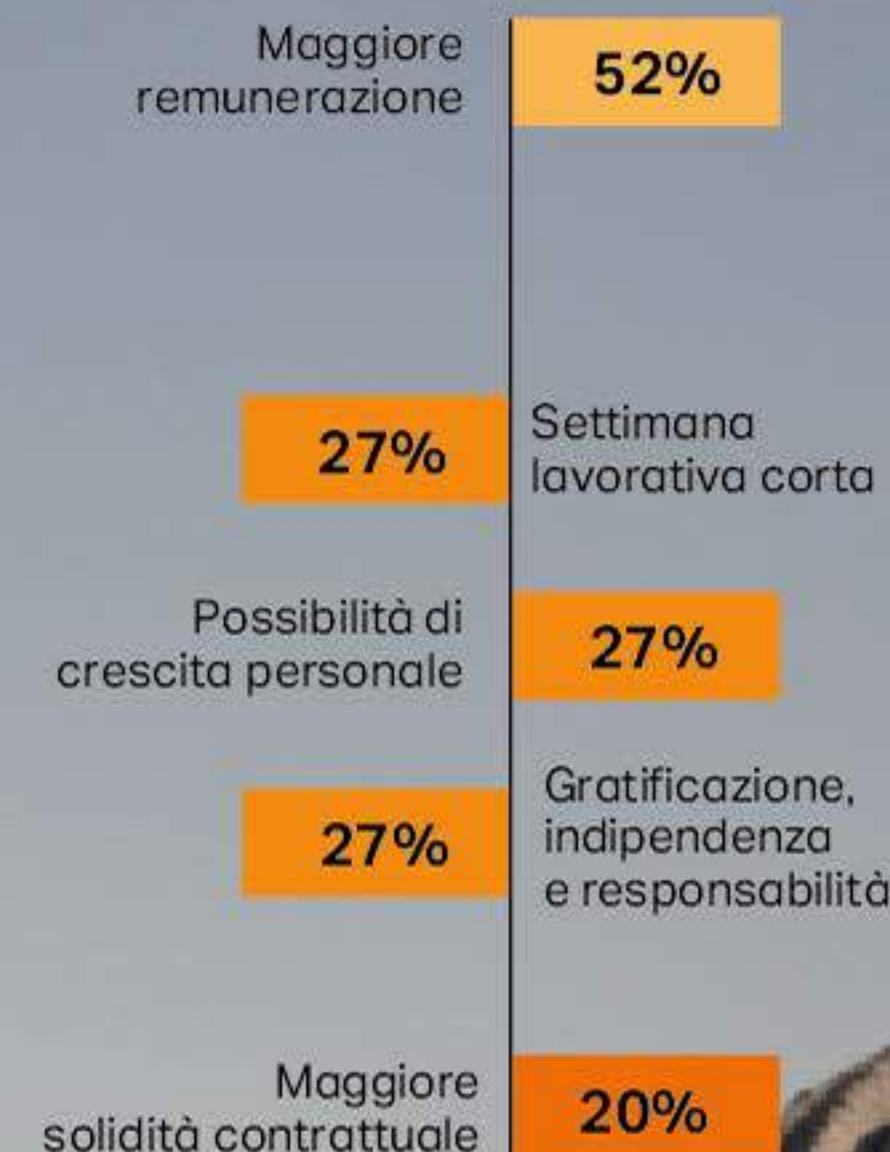 Maggiore
remunerazione
52%
27%
Settimana
lavorativa corta
Possibilità di
crescita personale
27%
27%
Gratificazione,
indipendenza
e responsabilità
Maggiore
solidità contrattuale
20%